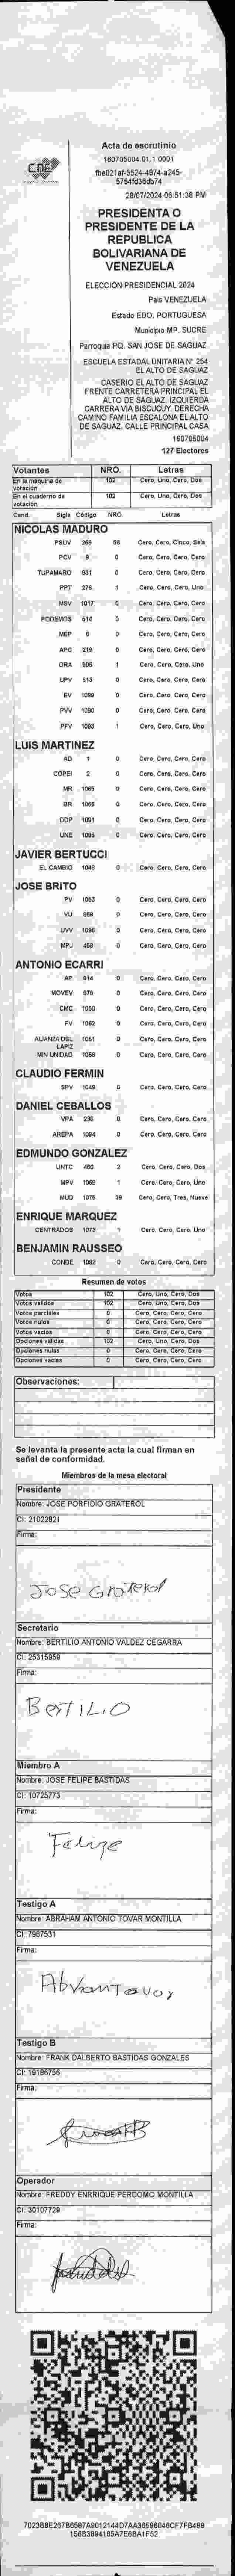 CNE
Acta de escrutinio
160705004.01.1.0001
fbe021af-5524-4874-a245-
5754fd36db74
28/07/2024 06:51:38 PM
PRESIDENTA O
PRESIDENTE DE LA
REPUBLICA
BOLIVARIANA DE
VENEZUELA
ELECCIÓN PRESIDENCIAL 2024
País VENEZUELA
Estado EDO. PORTUGUESA
Municipio MP. SUCRE
Parroquia PQ. SAN JOSE DE SAGUAZ
ESCUELA ESTADAL UNITARIA N° 254
EL ALTO DE SAGUAZ
CASERIO EL ALTO DE SAGUAZ
FRENTE CARRETERA PRINCIPAL EL
ALTO DE SAGUAZ. IZQUIERDA
CARRERA VIA BISCUCUY. DERECHA
CAMINO FAMILIA ESCALONA EL ALTO
DE SAGUAZ. CALLE PRINCIPAL CASA
160705004
127 Electores
Votantes NRO. Letras
En la maquina de votación 102 Cero, Uno, Cero, Dos
En el cuaderno de votación 102 Cero, Uno, Cero, Dos
Cand. Sigla Código NRO. Letras
NICOLAS MADURO
PSUV 259 56 Cero, Cero, Cinco, Seis
PCV 9 0 Cero, Cero, Cero, Cero
TUPAMARO 931 0 Cero, Cero, Cero, Cero
PPT 276 1 Cero, Cero, Cero, Uno
MSV 1017 0 Cero, Cero, Cero, Cero
PODEMOS 514 0 Cero, Cero, Cero, Cero
MEP 6 0 Cero, Cero, Cero, Cero
APC 219 0 Cero, Cero, Cero, Cero
ORA 906 1 Cero, Cero, Cero, Uno
UPV 513 0 Cero, Cero, Cero, Cero
EV 1089 0 Cero, Cero, Cero, Cero
PVV 1090 0 Cero, Cero, Cero, Cero
PFV 1093 1 Cero, Cero, Cero, Uno
LUIS MARTINEZ
AD 1 0 Cero, Cero, Cero, Cero
COPEI 2 0 Cero, Cero, Cero, Cero
MR 1065 0 Cero, Cero, Cero, Cero
BR 1066 0 Cero, Cero, Cero, Cero
DDP 1091 0 Cero, Cero, Cero, Cero
UNE 1095 0 Cero, Cero, Cero, Cero
JAVIER BERTUCCI
EL CAMBIO 1048 0 Cero, Cero, Cero, Cero
JOSE BRITO
PV 1053 0 Cero, Cero, Cero, Cero
VU 868 0 Cero, Cero, Cero, Cero
UVV 1096 0 Cero, Cero, Cero, Cero
MPJ 458 0 Cero, Cero, Cero, Cero
ANTONIO ECARRI
AP 614 0 Cero, Cero, Cero, Cero
MOVEV 676 0 Cero, Cero, Cero, Cero
CMC 1050 0 Cero, Cero, Cero, Cero
FV 1062 0 Cero, Cero, Cero, Cero
ALIANZA DEL LAPIZ 1051 0 Cero, Cero, Cero, Cero
MIN UNIDAD 1068 0 Cero, Cero, Cero, Cero
CLAUDIO FERMIN
SPV 1049 0 Cero, Cero, Cero, Cero
DANIEL CEBALLOS
VPA 236 0 Cero, Cero, Cero, Cero
AREPA 1094 0 Cero, Cero, Cero, Cero
EDMUNDO GONZALEZ
UNTC 460 2 Cero, Cero, Cero, Dos
MPV 1069 1 Cero, Cero, Cero, Uno
MUD 1075 39 Cero, Cero, Tres, Nueve
ENRIQUE MARQUEZ
CENTRADOS 1073 1 Cero, Cero, Cero, Uno
BENJAMIN RAUSSEO
CONDE 1092 0 Cero, Cero, Cero, Cero
Resumen de votos
Votos 102 Cero, Uno, Cero, Dos
Votos validos 102 Cero, Uno, Cero, Dos
Votos parciales 0 Cero, Cero, Cero, Cero
Votos nulos 0 Cero, Cero, Cero, Cero
Votos vacios 0 Cero, Cero, Cero, Cero
Opciones validas 102 Cero, Uno, Cero, Dos
Opciones nulas 0 Cero, Cero, Cero, Cero
Opciones vacias 0 Cero, Cero, Cero, Cero
Observaciones:
Se levanta la presente acta la cual firman en
señal de conformidad.
Miembros de la mesa electoral
Presidente
Nombre: JOSE PORFIDIO GRATEROL
CI: 21022821
Firma:
JOSE GRATEROL
Secretario
Nombre: BERTILIO ANTONIO VALDEZ CEGARRA
CI: 25315959
Firma:
BERTILIO
Miembro A
Nombre: JOSE FELIPE BASTIDAS
CI: 10725773
Firma:
Felipe
Testigo A
Nombre: ABRAHAM ANTONIO TOVAR MONTILLA
CI: 7987531
Firma:
Testigo B
Nombre: FRANK DALBERTO BASTIDAS GONZALES
CI: 19186756
Firma:
Operador
Nombre: FREDDY ENRRIQUE PERDOMO MONTILLA
CI: 30107729
Firma:
7023B8E267B6587A9012144D7AA36596046CF7FB488
156B3894165A7E6BA1F52